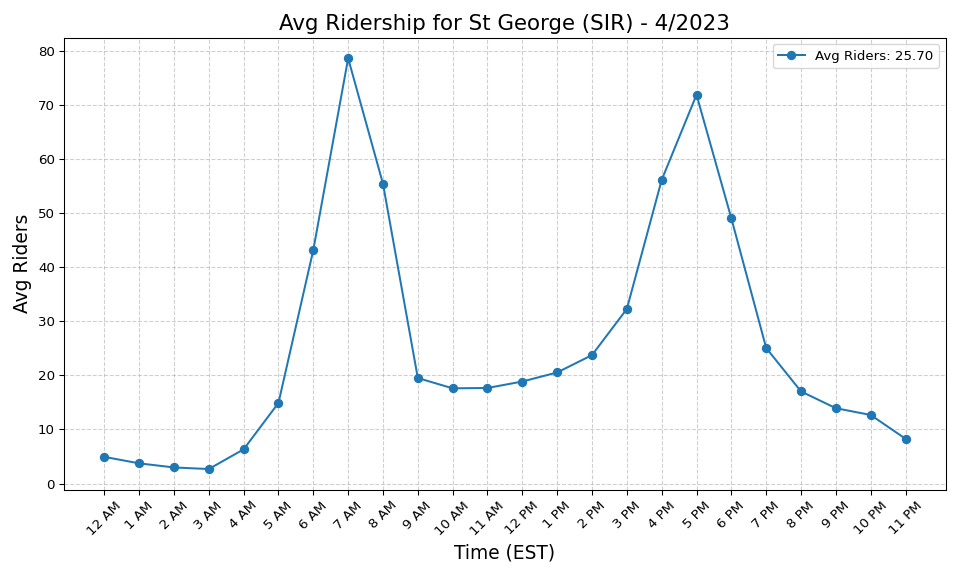 Avg Ridership for St George (SIR) - 4/2023
Avg Riders: 25.70
Avg Riders
80
70
60
50
40
30
20
10
0
12 AM
1 AM
2 AM
3 AM
4 AM
5 AM
6 AM
7 AM
8 AM
9 AM
10 AM
11 AM
12 PM
1 PM
2 PM
3 PM
4 PM
5 PM
6 PM
7 PM
8 PM
9 PM
10 PM
11 PM
Time (EST)